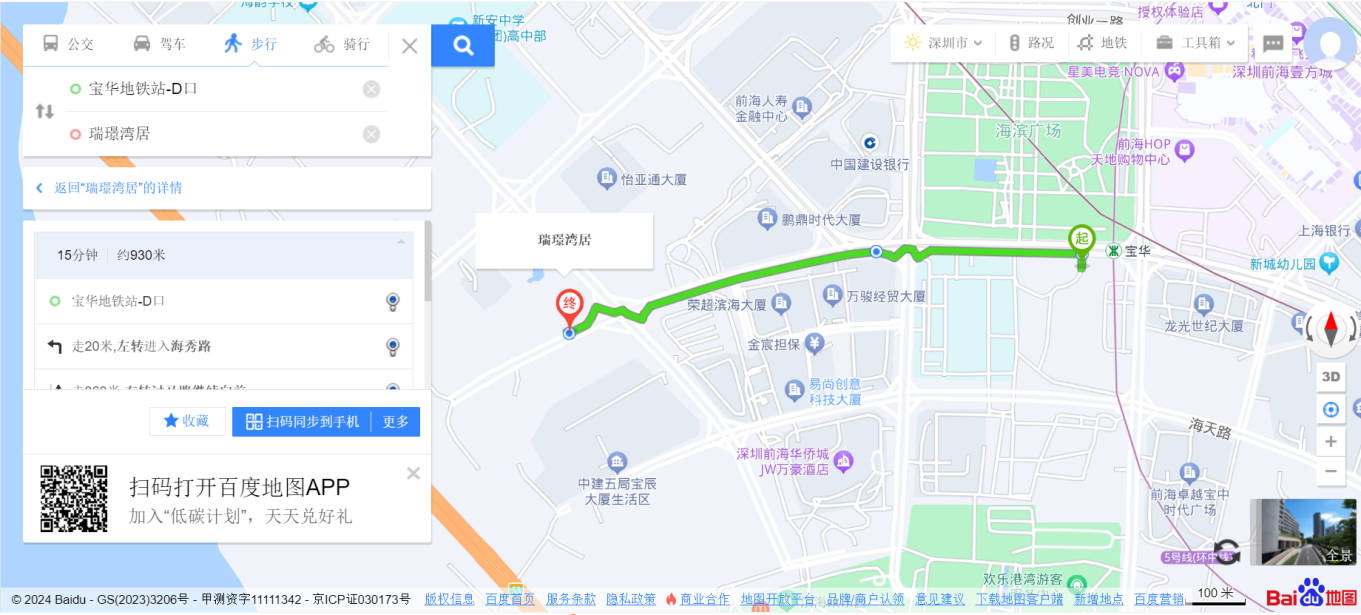 新安中学
团)高中部
公交
驾车
步行
骑行
宝华地铁站-D口
瑞璟湾居
返回“瑞璟湾居”的详情
15分钟
约930米
宝华地铁站-D口
走20米,左转进入海秀路
收藏
扫码同步到手机
更多
扫码打开百度地图APP
加入“低碳计划”，天天兑好礼
创业一路
授权体验店
深圳市
路况
地铁
工具箱
星美电竞·NOVA
深圳前海壹方城
前海人寿
金融中心
海滨广场
中国建设银行
前海HOP
天地购物中心
怡亚通大厦
鹏鼎时代大厦
上海银行
瑞璟湾居
起
宝华
新城幼儿园
终
荣超滨海大厦
万骏经贸大厦
龙光世纪大厦
金宸担保
易尚创意
科技大厦
3D
海天路
深圳前海华侨城
JW万豪酒店
中建五局宝辰
大厦生活区
前海卓越宝中
时代广场
5号线(环中线)
全景
欢乐港湾游客
© 2024 Baidu - GS(2023)3206号 - 甲测资字11111342 - 京ICP证030173号
版权信息
百度首页
服务条款
隐私政策
商业合作
地图开放平台
品牌/商户认领
意见建议
下载地图客户端
新增地点
百度营销
100 米
Bai du 地图